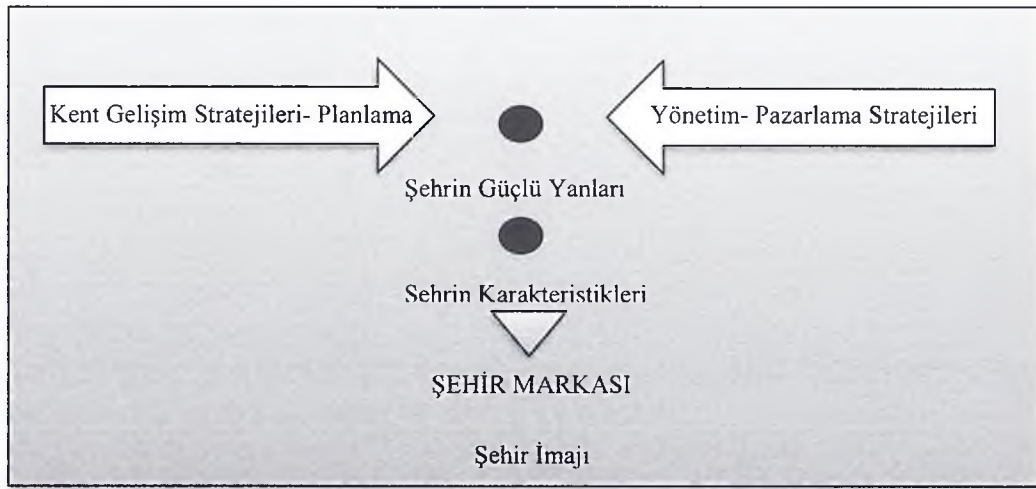 Kent Gelişim Stratejileri- Planlama
Yönetim- Pazarlama Stratejileri
Şehrin Güçlü Yanları
Sehrin Karakteristikleri
ŞEHİR MARKASI
Şehir İmajı